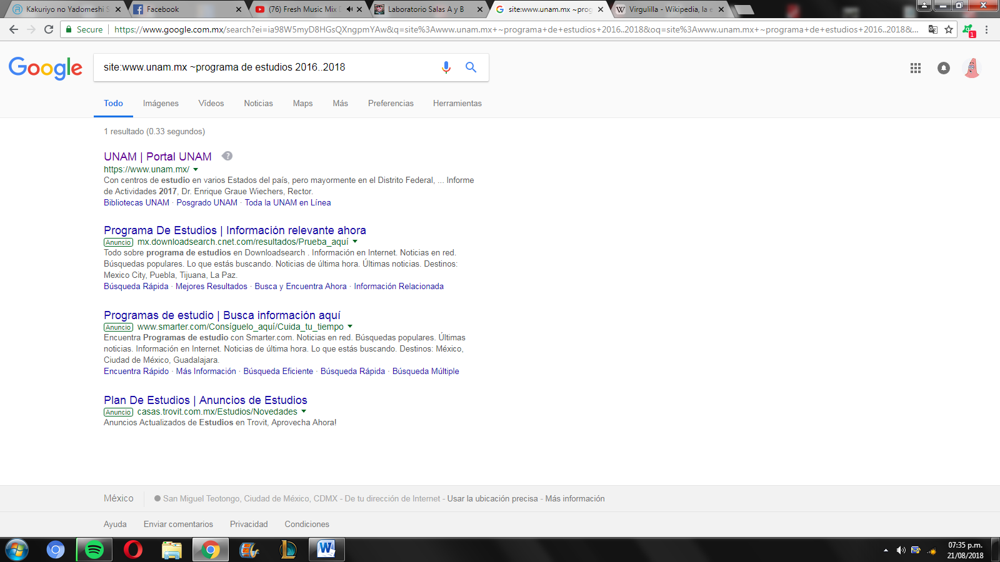 Kakuriyo no Yadomeshi S
Facebook
(76) Fresh Music Mix
Laboratorio Salas A y B
site:www.unam.mx ~prog
Virgulilla - Wikipedia, la e
Secure
https://www.google.com.mx/search?ei=ia98W5myD8HGsQXngpmYAw&q=site%3Awww.unam.mx+~programa+de+estudios+2016..2018&oq=site%3Awww.unam.mx+~programa+de+estudios+2016..2018&...
1
Google
site:www.unam.mx ~programa de estudios 2016..2018
Todo Imágenes Vídeos Noticias Maps Más Preferencias Herramientas
1 resultado (0.33 segundos)
UNAM | Portal UNAM ?
https://www.unam.mx/
Con centros de estudio en varios Estados del país, pero mayormente en el Distrito Federal, ... Informe
de Actividades 2017, Dr. Enrique Graue Wiechers, Rector.
Bibliotecas UNAM · Posgrado UNAM · Toda la UNAM en Línea
Programa De Estudios | Información relevante ahora
Anuncio mx.downloadsearch.cnet.com/resultados/Prueba_aquí
Todo sobre programa de estudios en Downloadsearch . Información en Internet. Noticias en red.
Búsquedas populares. Lo que estás buscando. Noticias de última hora. Últimas noticias. Destinos:
Mexico City, Puebla, Tijuana, La Paz.
Búsqueda Rápida · Mejores Resultados · Busca y Encuentra Ahora · Información Relacionada
Programas de estudio | Busca información aquí
Anuncio www.smarter.com/Consíguelo_aquí/Cuida_tu_tiempo
Encuentra Programas de estudio con Smarter.com. Noticias en red. Búsquedas populares. Últimas
noticias. Información en Internet. Noticias de última hora. Lo que estás buscando. Destinos: México,
Ciudad de México, Guadalajara.
Encuentra Rápido · Más Información · Búsqueda Eficiente · Búsqueda Rápida · Búsqueda Múltiple
Plan De Estudios | Anuncios de Estudios
Anuncio casas.trovit.com.mx/Estudios/Novedades
Anuncios Actualizados de Estudios en Trovit, Aprovecha Ahora!
México San Miguel Teotongo, Ciudad de México, CDMX - De tu dirección de Internet - Usar la ubicación precisa - Más información
Ayuda Enviar comentarios Privacidad Condiciones
07:35 p.m.
21/08/2018